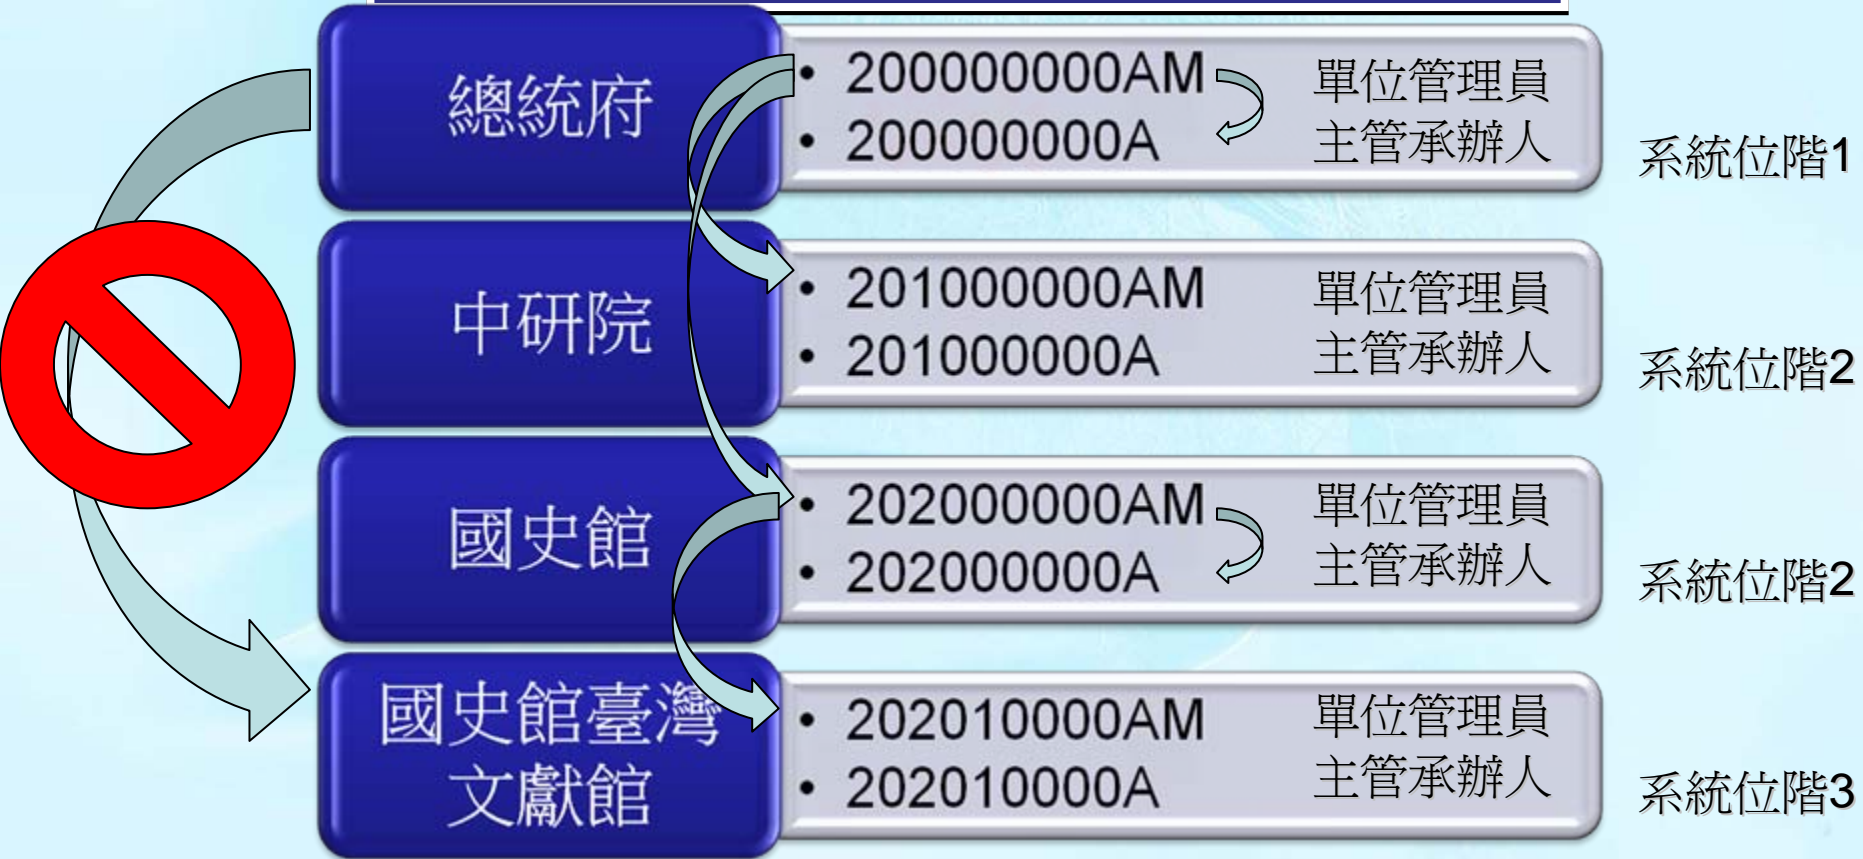 總統府
• 200000000AM 單位管理員
• 200000000A 主管承辦人
系統位階1
中研院
• 201000000AM 單位管理員
• 201000000A 主管承辦人
系統位階2
國史館
• 202000000AM 單位管理員
• 202000000A 主管承辦人
系統位階2
國史館臺灣
文獻館
• 202010000AM 單位管理員
• 202010000A 主管承辦人
系統位階3